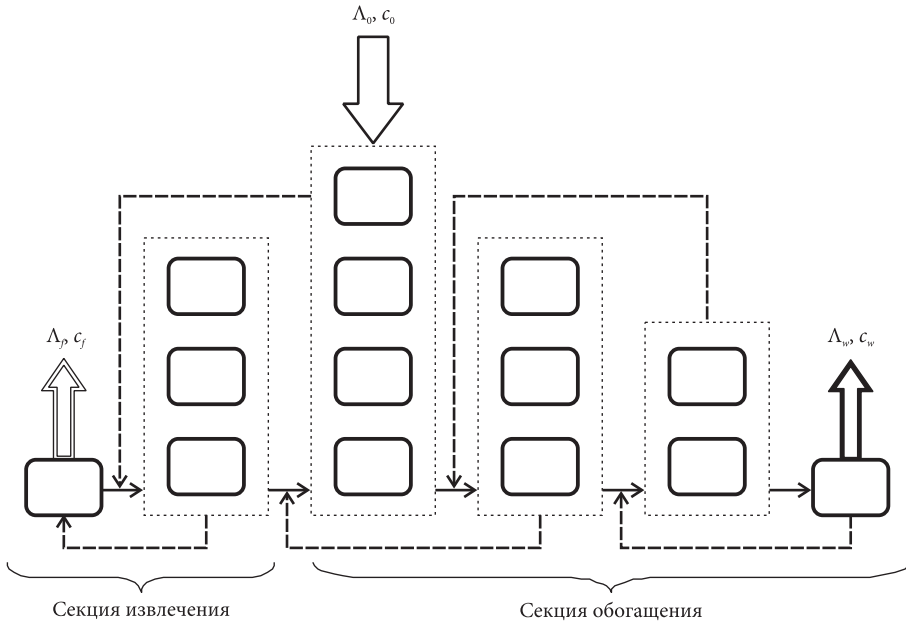 Λ₀, c₀
Λf, cf
Λw, cw
Секция извлечения
Секция обогащения